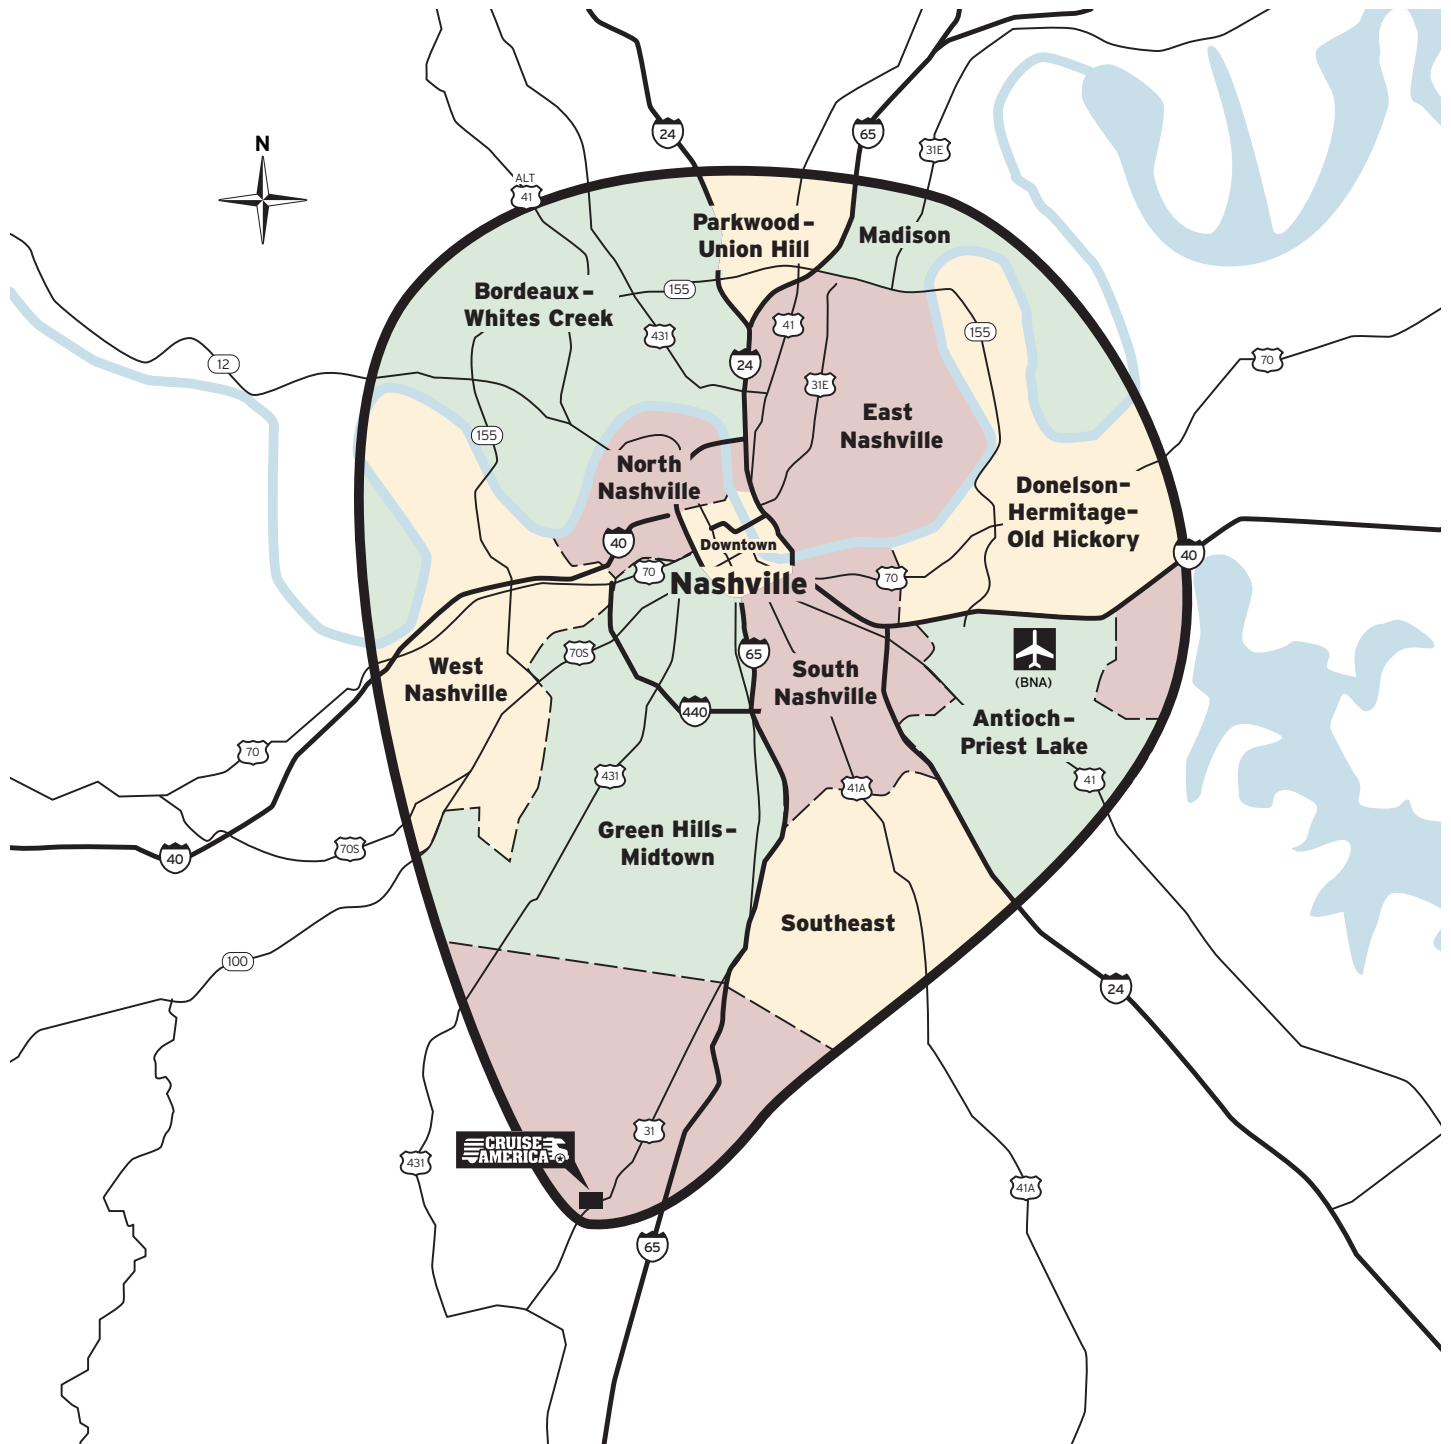 N
24
65
31E
ALT
41
Parkwood–
Union Hill
Madison
155
Bordeaux–
Whites Creek
41
155
431
12
24
70
31E
East
Nashville
155
North
Nashville
Donelson–
Hermitage–
Old Hickory
40
Downtown
40
70
Nashville
70
70S
65
West
Nashville
South
Nashville
(BNA)
440
Antioch–
Priest Lake
70
431
41
41A
Green Hills–
Midtown
70S
40
Southeast
100
24
31
CRUISE
AMERICA
431
41A
65